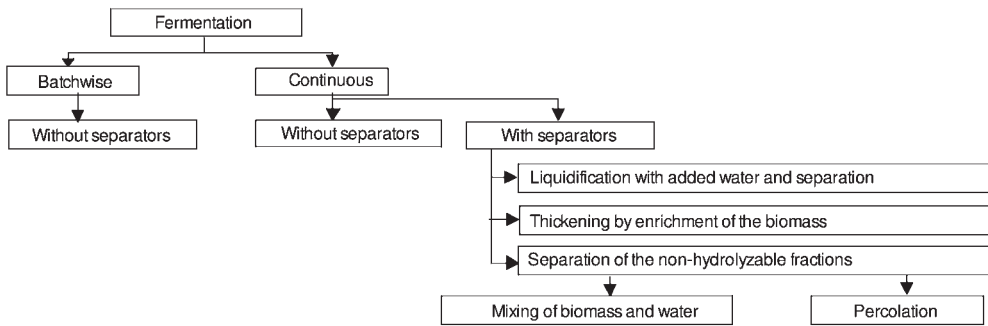 Fermentation
Batchwise
Continuous
Without separators
Without separators
With separators
Liquidification with added water and separation
Thickening by enrichment of the biomass
Separation of the non-hydrolyzable fractions
Mixing of biomass and water
Percolation